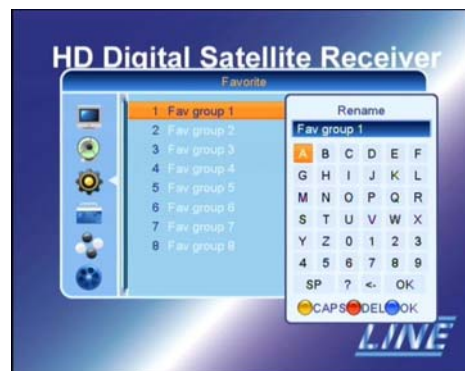 HD Digital Satellite Receiver
Favorite
1 Fav group 1
2 Fav group 2
3 Fav group 3
4 Fav group 4
5 Fav group 5
6 Fav group 6
7 Fav group 7
8 Fav group 8
Rename
Fav group 1
A B C D E F
G H I J K L
M N O P Q R
S T U V W X
Y Z 0 1 2 3
4 5 6 7 8 9
SP ? <- OK
CAPS DEL OK
LINE